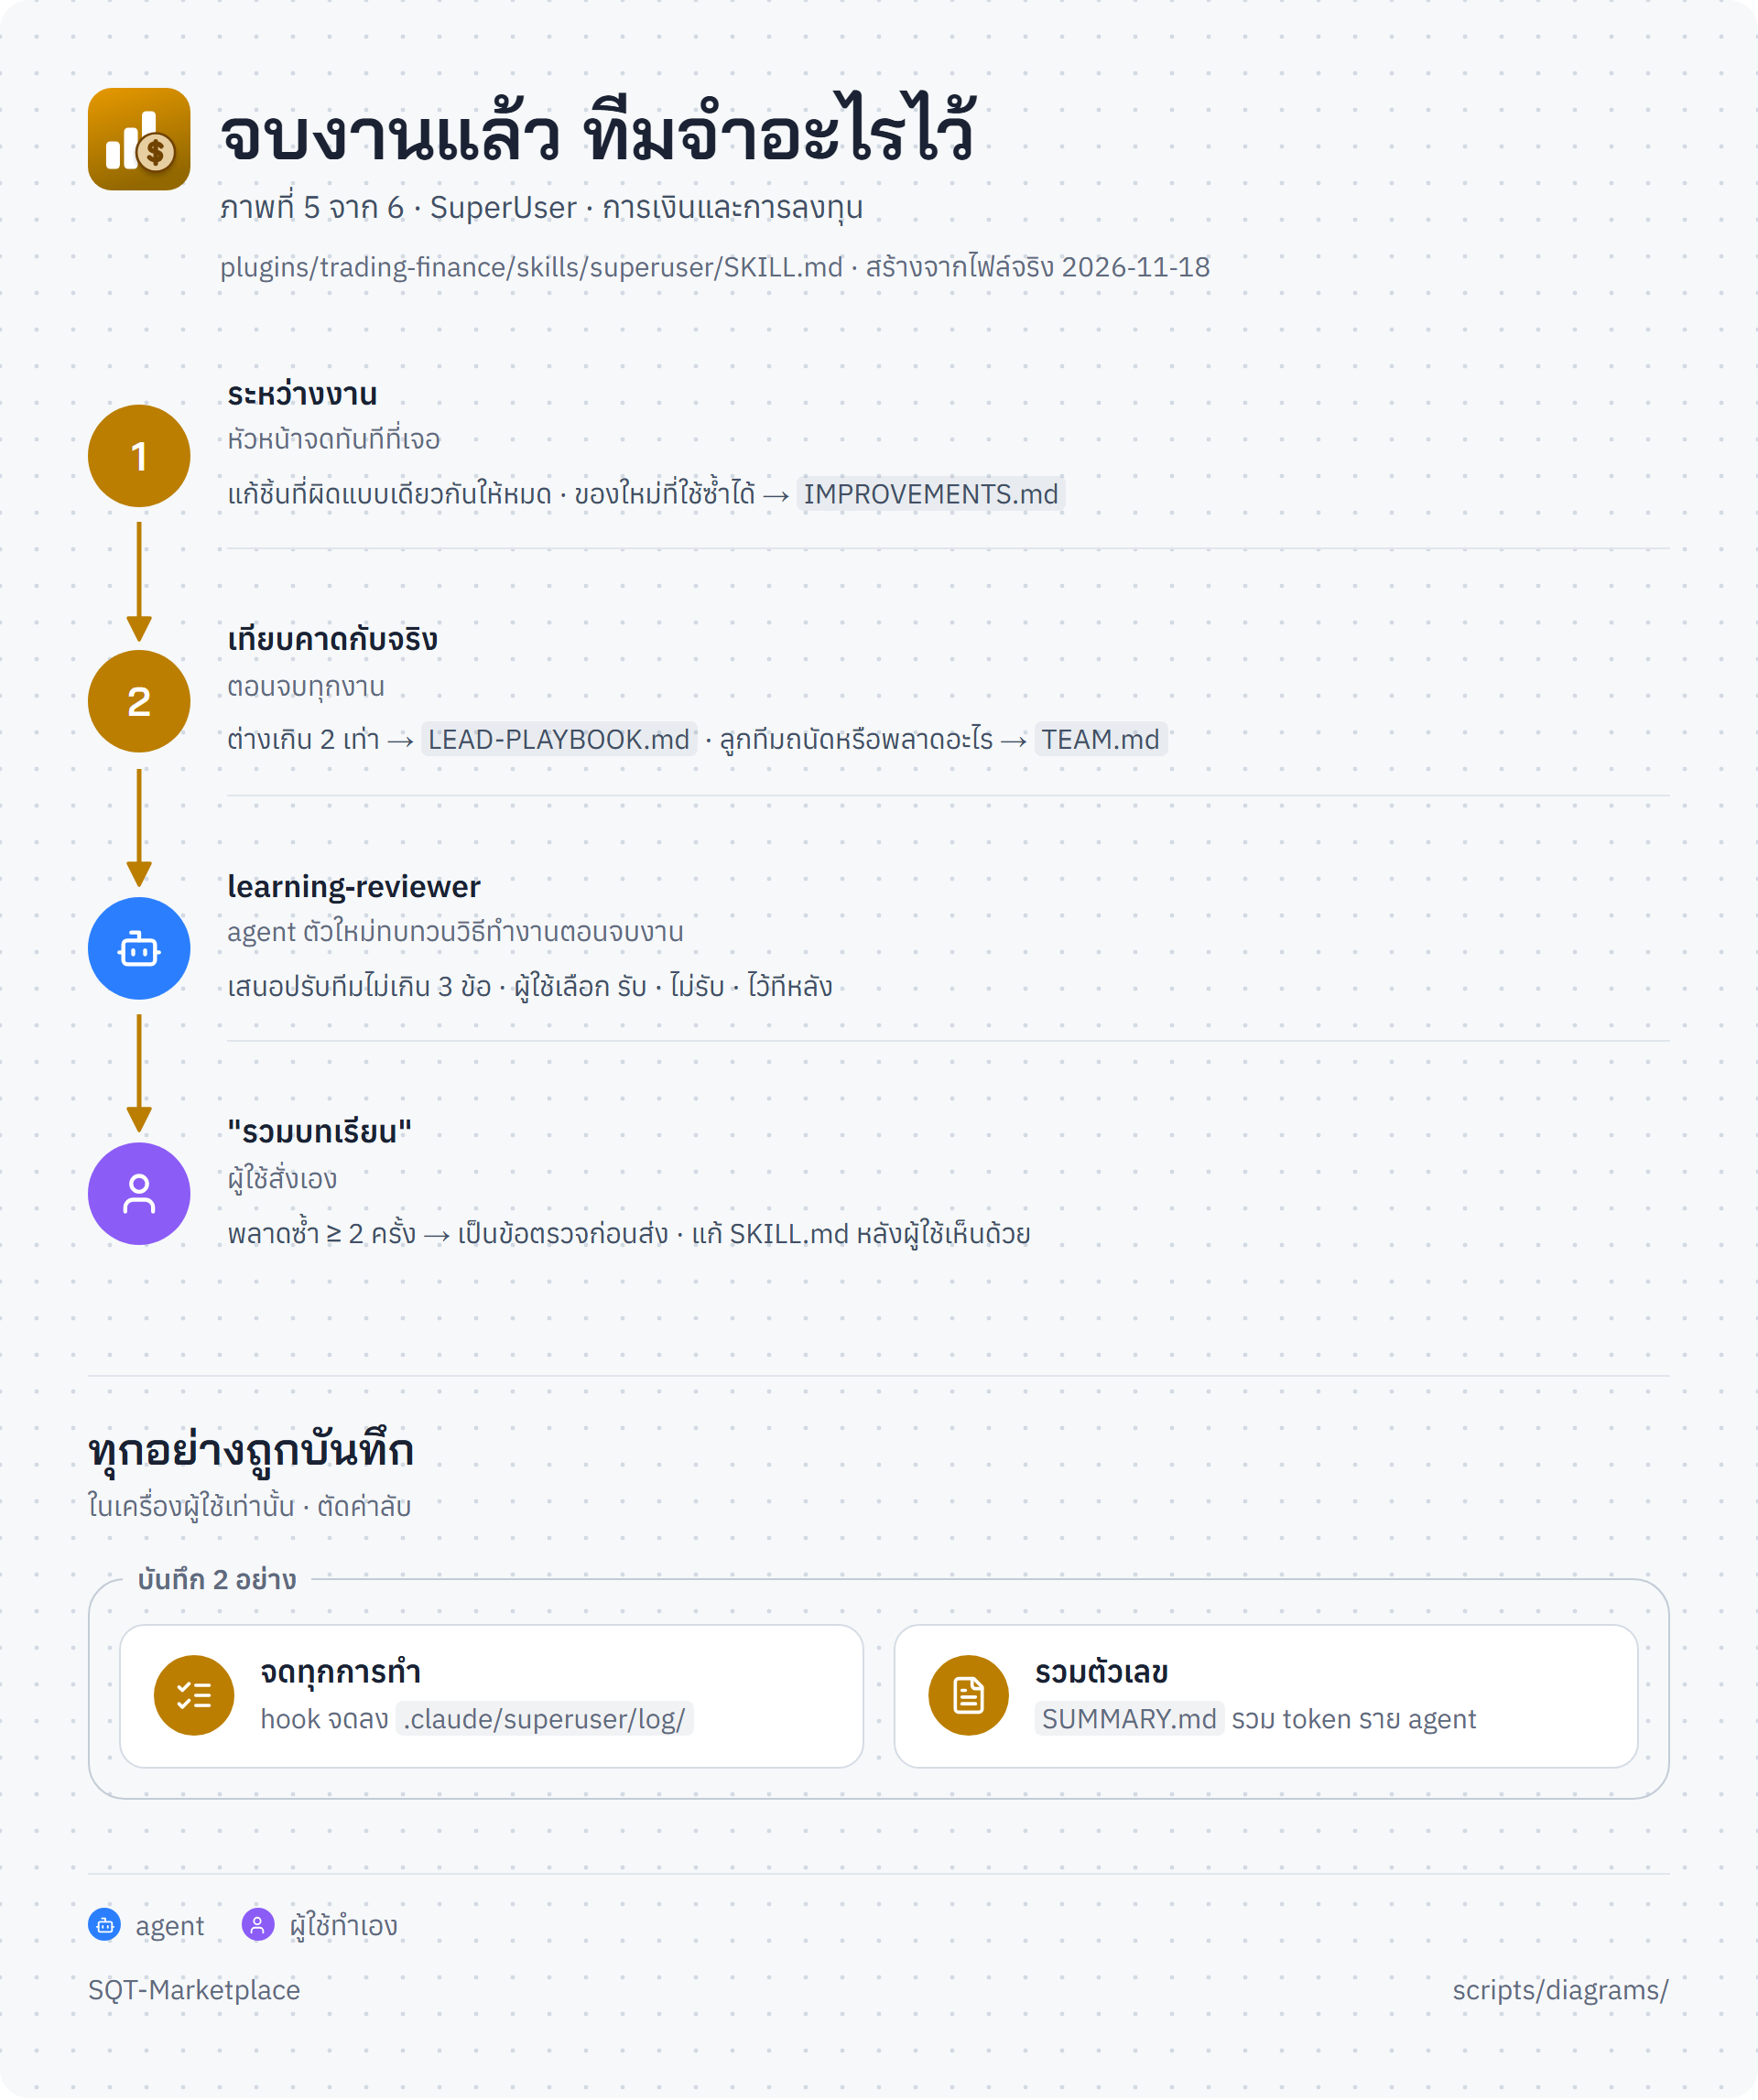 $
จบงานแล้ว ทีมจำอะไรไว้
ภาพที่ 5 จาก 6 · SuperUser · การเงินและการลงทุน
plugins/trading-finance/skills/superuser/SKILL.md · สร้างจากไฟล์จริง 2026-11-18
ระหว่างงาน
1
หัวหน้าจดทันทีที่เจอ
แก้ชิ้นที่ผิดแบบเดียวกันให้หมด · ของใหม่ที่ใช้ซ้ำได้ → IMPROVEMENTS.md
เทียบคาดกับจริง
2
ตอนจบทุกงาน
ต่างเกิน 2 เท่า → LEAD-PLAYBOOK.md · ลูกทีมถนัดหรือพลาดอะไร → TEAM.md
learning-reviewer
agent ตัวใหม่ทบทวนวิธีทำงานตอนจบงาน
เสนอปรับทีมไม่เกิน 3 ข้อ · ผู้ใช้เลือก รับ · ไม่รับ · ไว้ทีหลัง
"รวมบทเรียน"
ผู้ใช้สั่งเอง
พลาดซ้ำ ≥ 2 ครั้ง → เป็นข้อตรวจก่อนส่ง · แก้ SKILL.md หลังผู้ใช้เห็นด้วย
ทุกอย่างถูกบันทึก
ในเครื่องผู้ใช้เท่านั้น · ตัดค่าลับ
บันทึก 2 อย่าง
จดทุกการทำ
hook จดลง .claude/superuser/log/
รวมตัวเลข
SUMMARY.md รวม token ราย agent
agent ผู้ใช้ทำเอง
SQT-Marketplace scripts/diagrams/